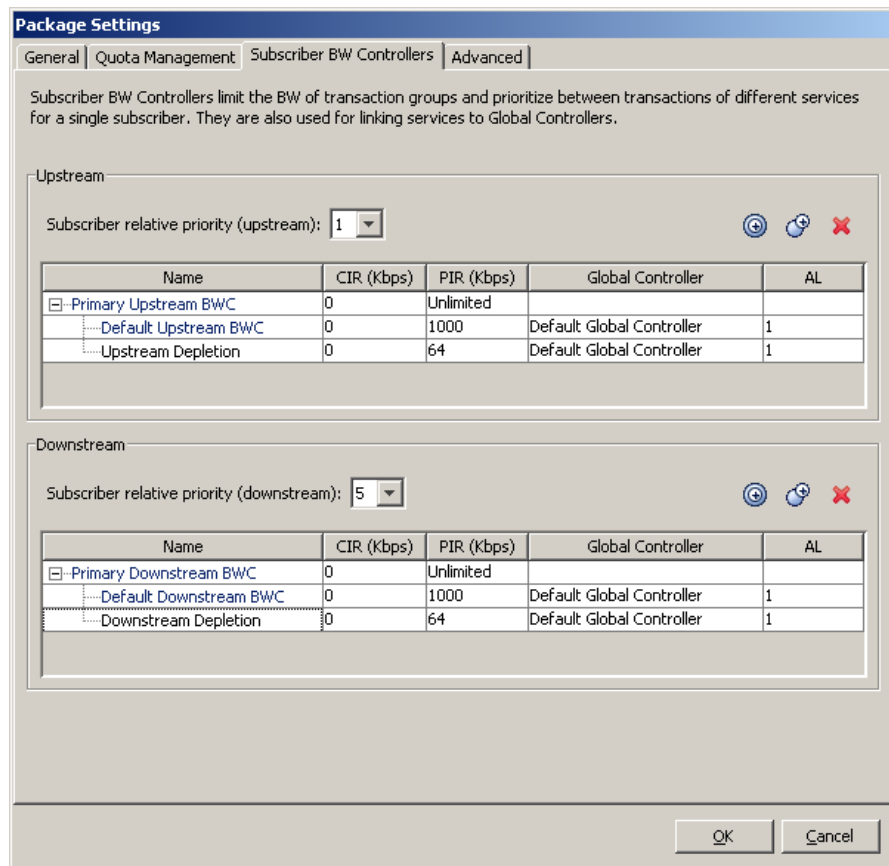 Package Settings
General Quota Management Subscriber BW Controllers Advanced
Subscriber BW Controllers limit the BW of transaction groups and prioritize between transactions of different services
for a single subscriber. They are also used for linking services to Global Controllers.
Upstream
Subscriber relative priority (upstream): 1
Name CIR (Kbps) PIR (Kbps) Global Controller AL
Primary Upstream BWC 0 Unlimited
Default Upstream BWC 0 1000 Default Global Controller 1
Upstream Depletion 0 64 Default Global Controller 1
Downstream
Subscriber relative priority (downstream): 5
Name CIR (Kbps) PIR (Kbps) Global Controller AL
Primary Downstream BWC 0 Unlimited
Default Downstream BWC 0 1000 Default Global Controller 1
Downstream Depletion 0 64 Default Global Controller 1
OK Cancel